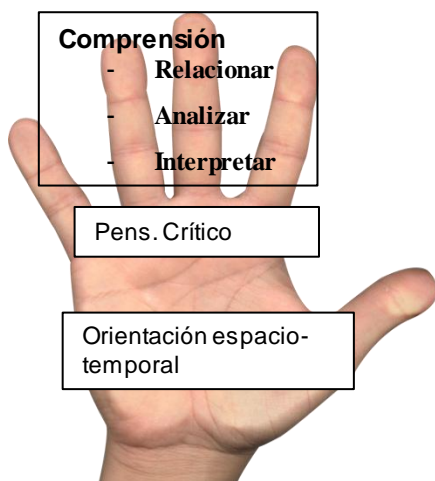 Comprensión
- Relacionar
- Analizar
- Interpretar
Pens. Crítico
Orientación espacio-
temporal